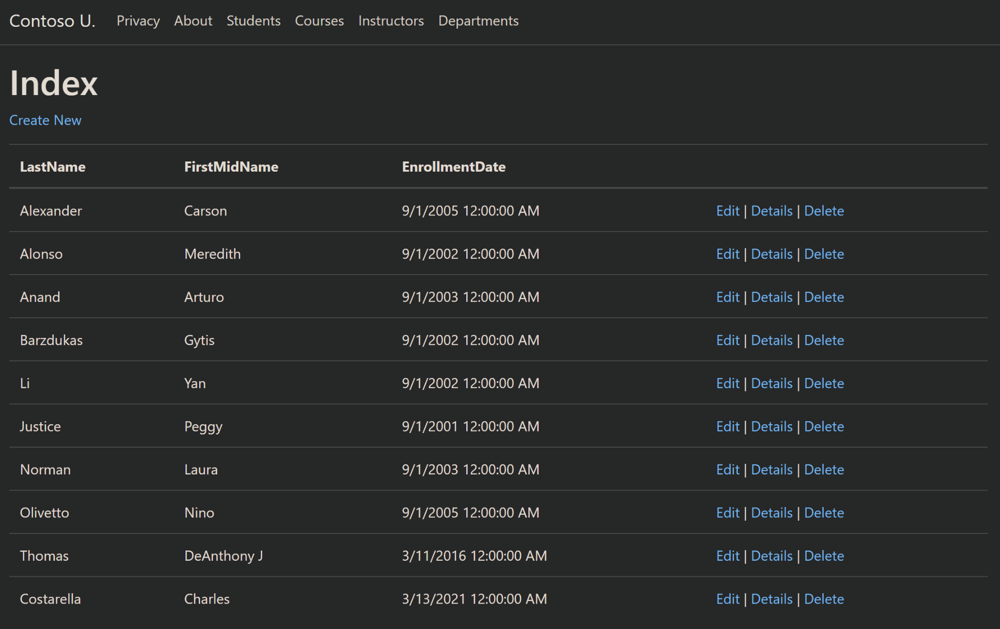 Contoso U. Privacy About Students Courses Instructors Departments
Index
Create New
LastName FirstMidName EnrollmentDate
Alexander Carson 9/1/2005 12:00:00 AM Edit | Details | Delete
Alonso Meredith 9/1/2002 12:00:00 AM Edit | Details | Delete
Anand Arturo 9/1/2003 12:00:00 AM Edit | Details | Delete
Barzdukas Gytis 9/1/2002 12:00:00 AM Edit | Details | Delete
Li Yan 9/1/2002 12:00:00 AM Edit | Details | Delete
Justice Peggy 9/1/2001 12:00:00 AM Edit | Details | Delete
Norman Laura 9/1/2003 12:00:00 AM Edit | Details | Delete
Olivetto Nino 9/1/2005 12:00:00 AM Edit | Details | Delete
Thomas DeAnthony J 3/11/2016 12:00:00 AM Edit | Details | Delete
Costarella Charles 3/13/2021 12:00:00 AM Edit | Details | Delete